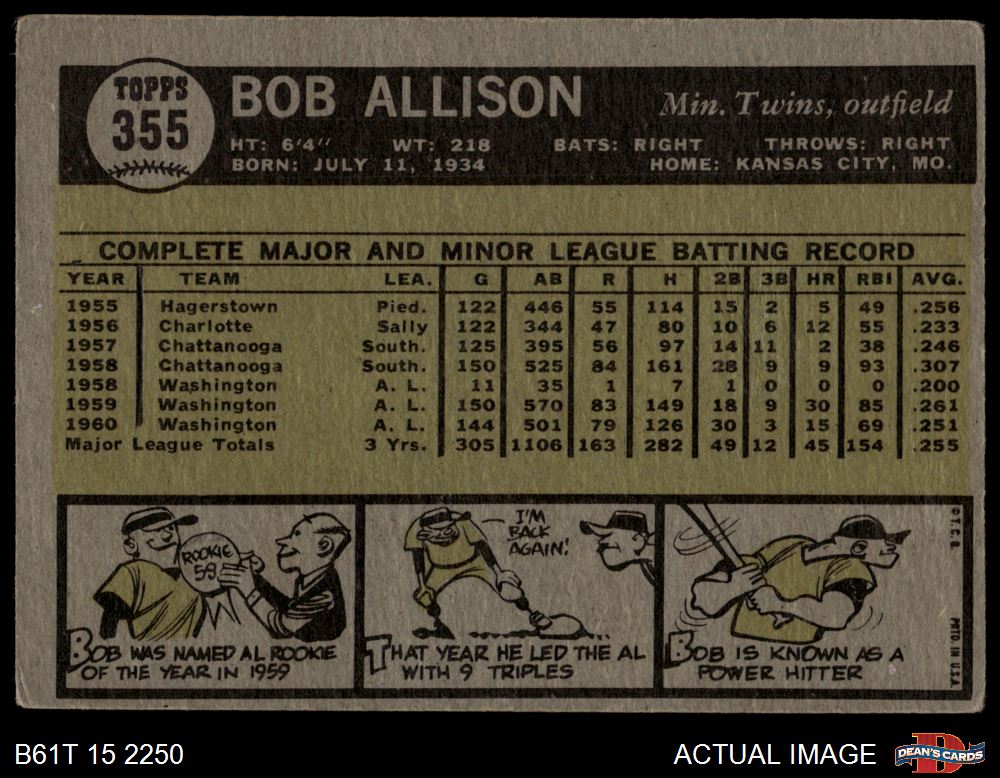 TOPPS
355
BOB ALLISON Min. Twins, outfield
HT: 6'4" WT: 218 BATS: RIGHT THROWS: RIGHT
BORN: JULY 11, 1934 HOME: KANSAS CITY, MO.
COMPLETE MAJOR AND MINOR LEAGUE BATTING RECORD
YEAR TEAM LEA. G AB R H 2B 3B HR RBI AVG.
1955 Hagerstown Pied. 122 446 55 114 15 2 5 49 .256
1956 Charlotte Sally 122 344 47 80 10 6 12 55 .233
1957 Chattanooga South. 125 395 56 97 14 11 2 38 .246
1958 Chattanooga South. 150 525 84 161 28 9 9 93 .307
1958 Washington A. L. 11 35 1 7 1 0 0 0 .200
1959 Washington A. L. 150 570 83 149 18 9 30 85 .261
1960 Washington A. L. 144 501 79 126 30 3 15 69 .251
Major League Totals 3 Yrs. 305 1106 163 282 49 12 45 154 .255
ROOKIE
59
BOB WAS NAMED AL ROOKIE
OF THE YEAR IN 1959
I'M
BACK
AGAIN!
THAT YEAR HE LED THE AL
WITH 9 TRIPLES
BOB IS KNOWN AS A
POWER HITTER
© T. C. G. PRTD IN U.S.A.
B61T 15 2250 ACTUAL IMAGE
DEAN'S CARDS